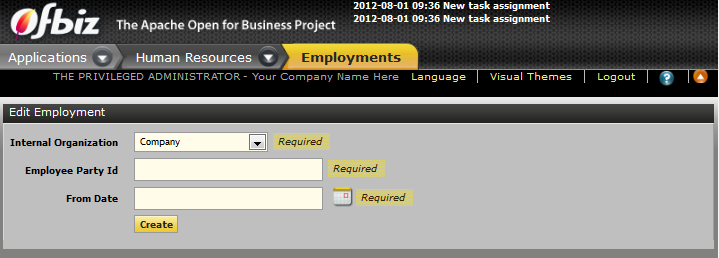 Ofbiz The Apache Open for Business Project
2012-08-01 09:36 New task assignment
2012-08-01 09:36 New task assignment
Applications Human Resources Employments
THE PRIVILEGED ADMINISTRATOR - Your Company Name Here Language Visual Themes Logout ?
Edit Employment
Internal Organization Company Required
Employee Party Id Required
From Date Required
Create